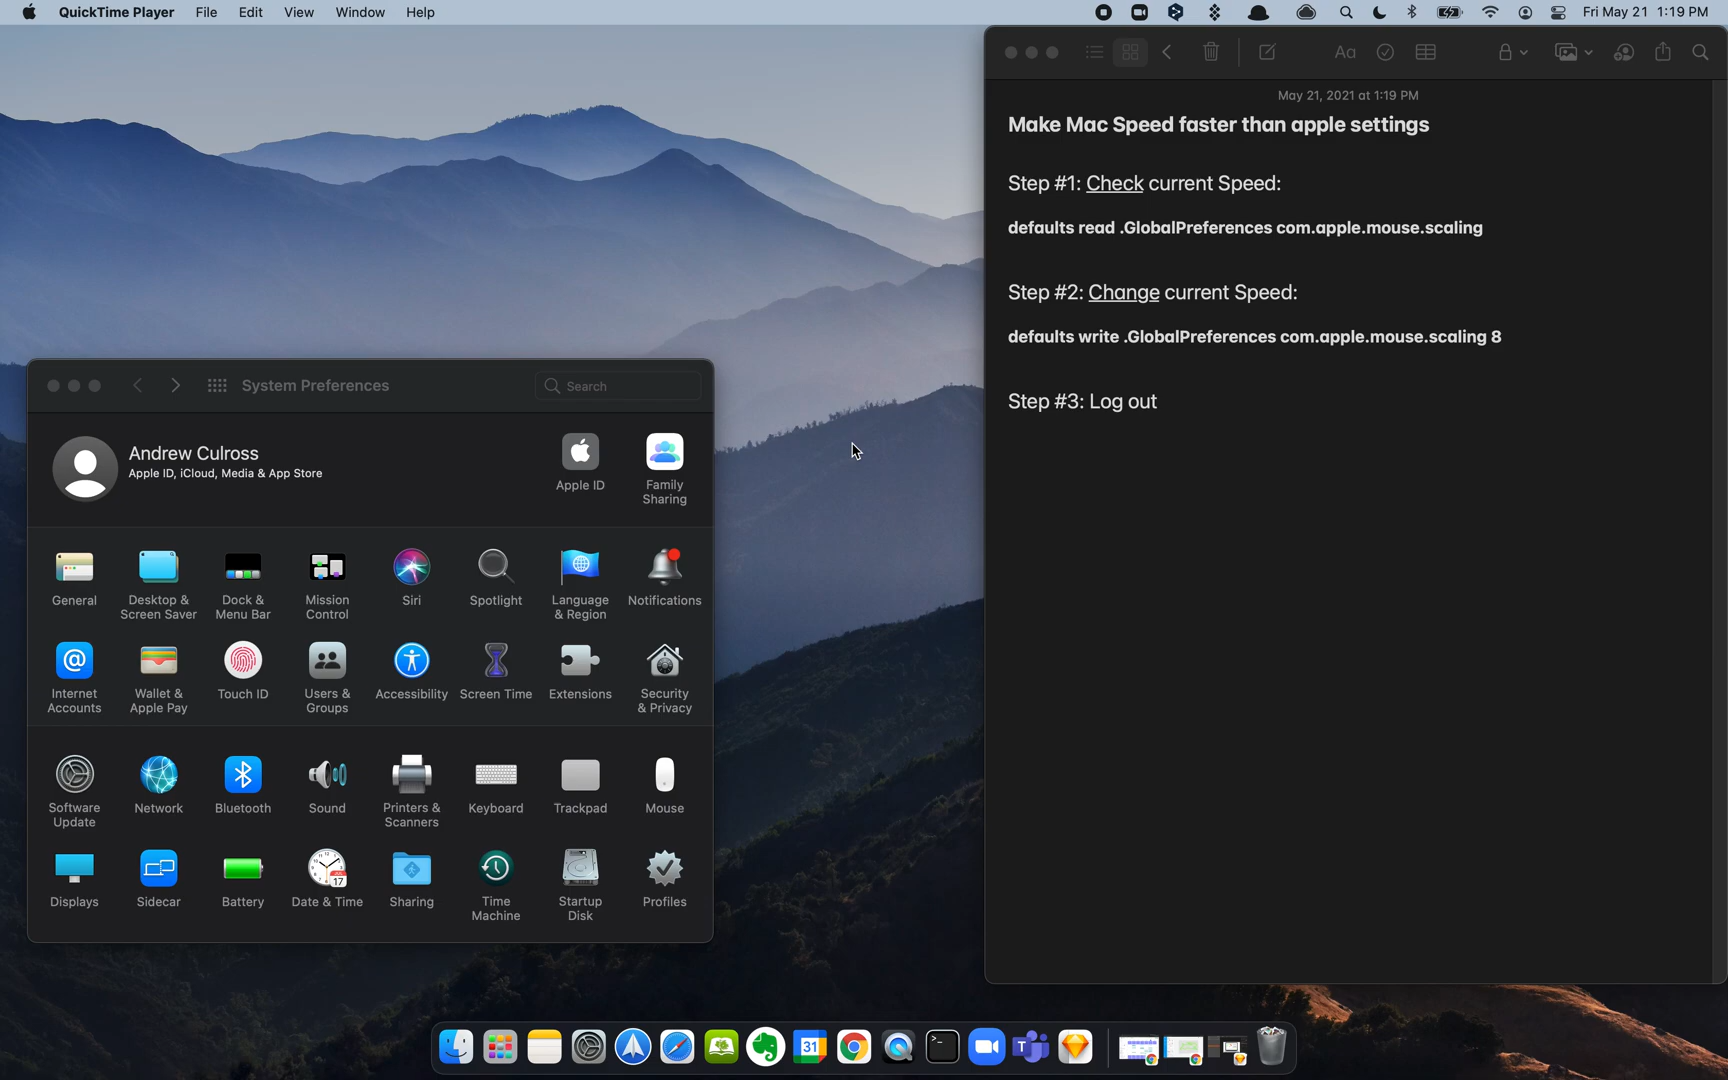 QuickTime Player File Edit View Window Help
Fri May 21 1:19 PM
Aa
May 21, 2021 at 1:19 PM
Make Mac Speed faster than apple settings
Step #1: Check current Speed:
defaults read .GlobalPreferences com.apple.mouse.scaling
Step #2: Change current Speed:
defaults write .GlobalPreferences com.apple.mouse.scaling 8
Step #3: Log out
System Preferences
Search
Andrew Culross
Apple ID, iCloud, Media & App Store
Apple ID
Family
Sharing
General
Desktop &
Screen Saver
Dock &
Menu Bar
Mission
Control
Siri
Spotlight
Language
& Region
Notifications
Internet
Accounts
Wallet &
Apple Pay
Touch ID
Users &
Groups
Accessibility
Screen Time
Extensions
Security
& Privacy
Software
Update
Network
Bluetooth
Sound
Printers &
Scanners
Keyboard
Trackpad
Mouse
Displays
Sidecar
Battery
17
Date & Time
Sharing
Time
Machine
Startup
Disk
Profiles
31